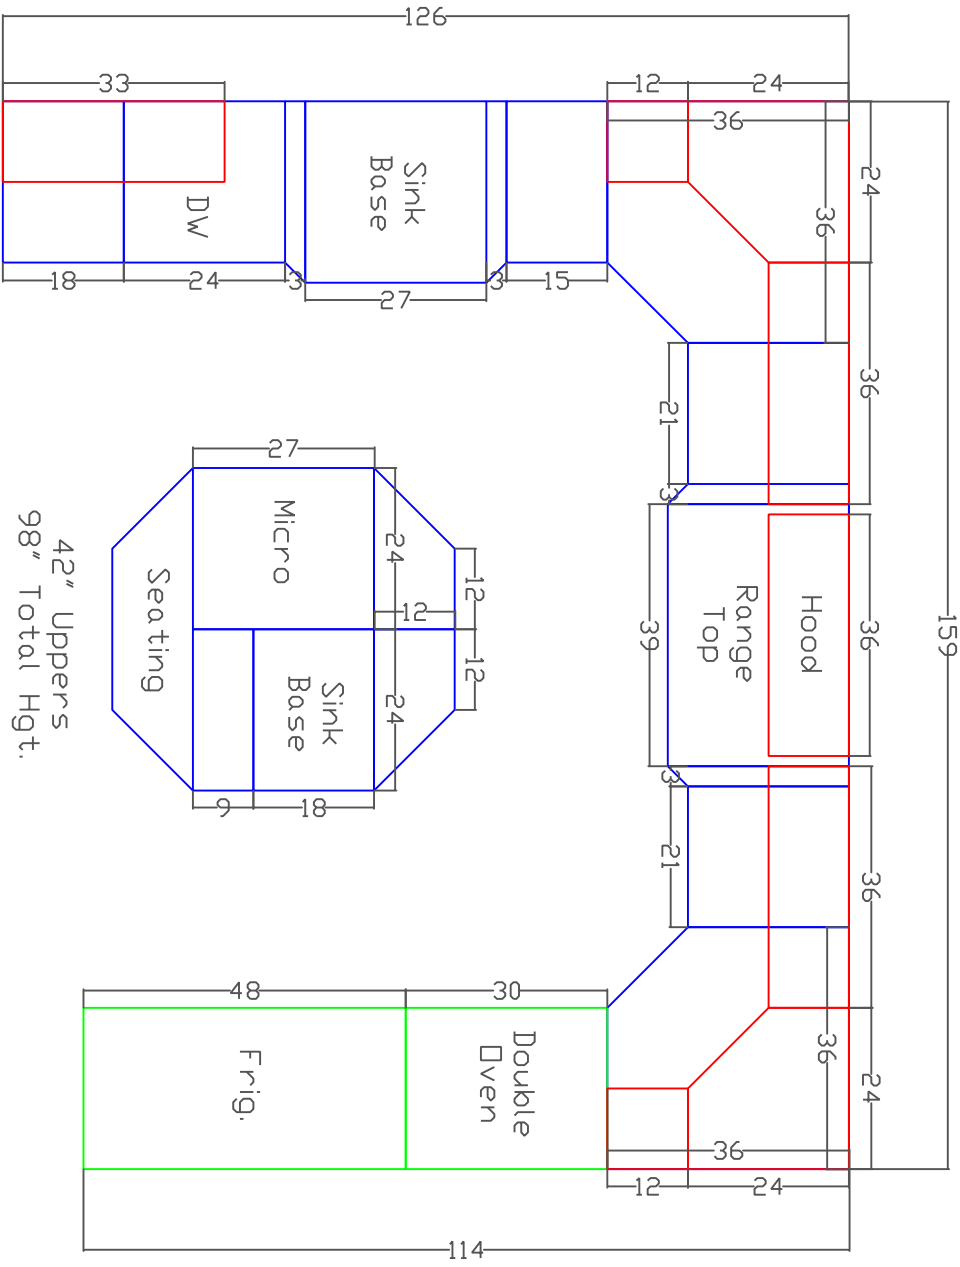 126
33
12
24
36
24
36
Sink
Base
DW
18
24
3
27
3
15
36
21
3
27
Micro
24
12
12
Seating
12
Sink
Base
24
9
18
42" Uppers
98" Total Hgt.
39
Range
Top
Hood
36
159
3
21
36
36
24
48
30
Frig.
Double
Oven
36
12
24
114